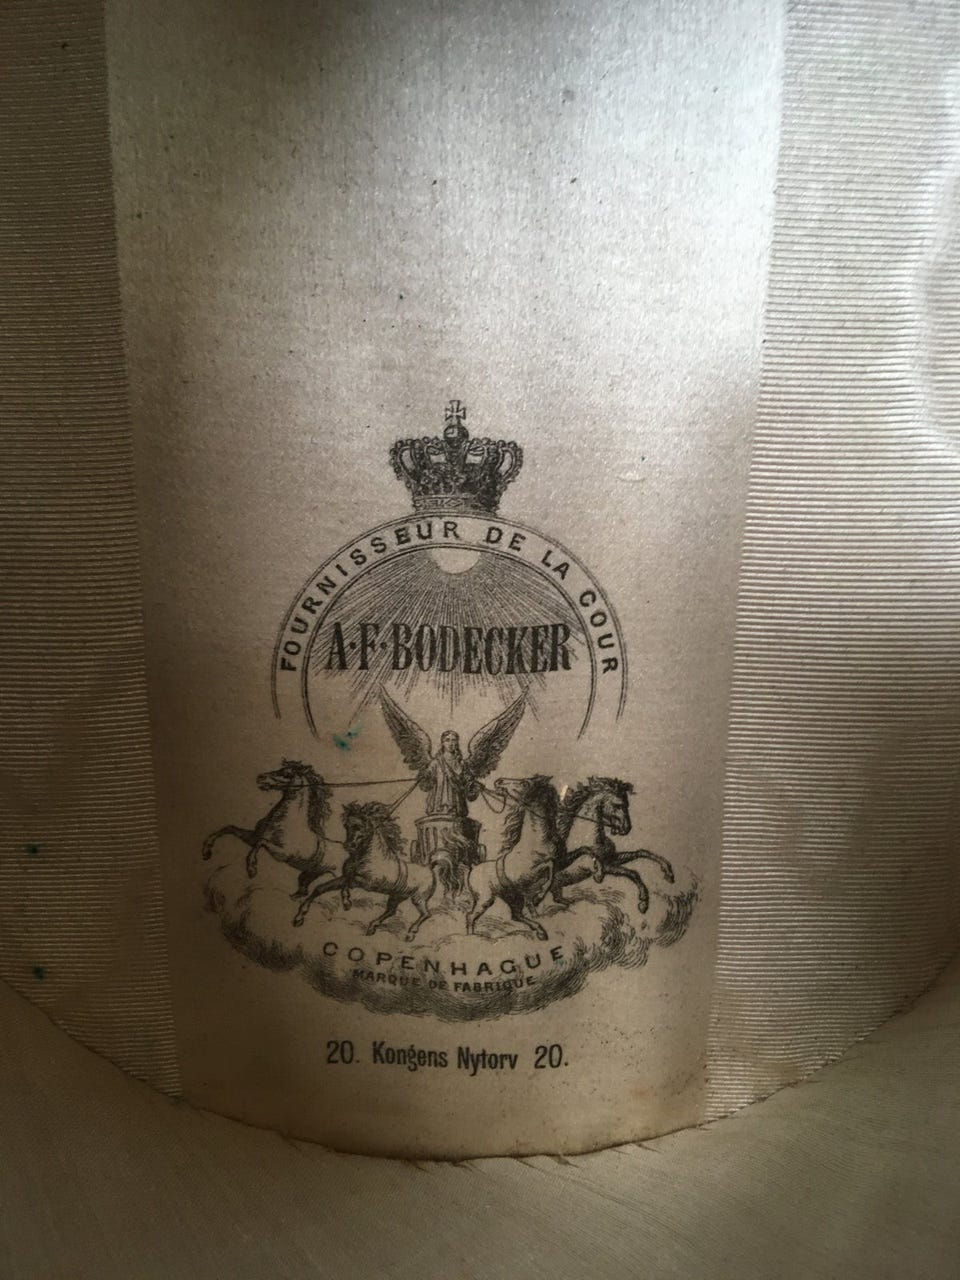 FOURNISSEUR DE LA COUR
A·F·BODECKER
COPENHAGUE
MARQUE DE FABRIQUE
20. Kongens Nytorv 20.